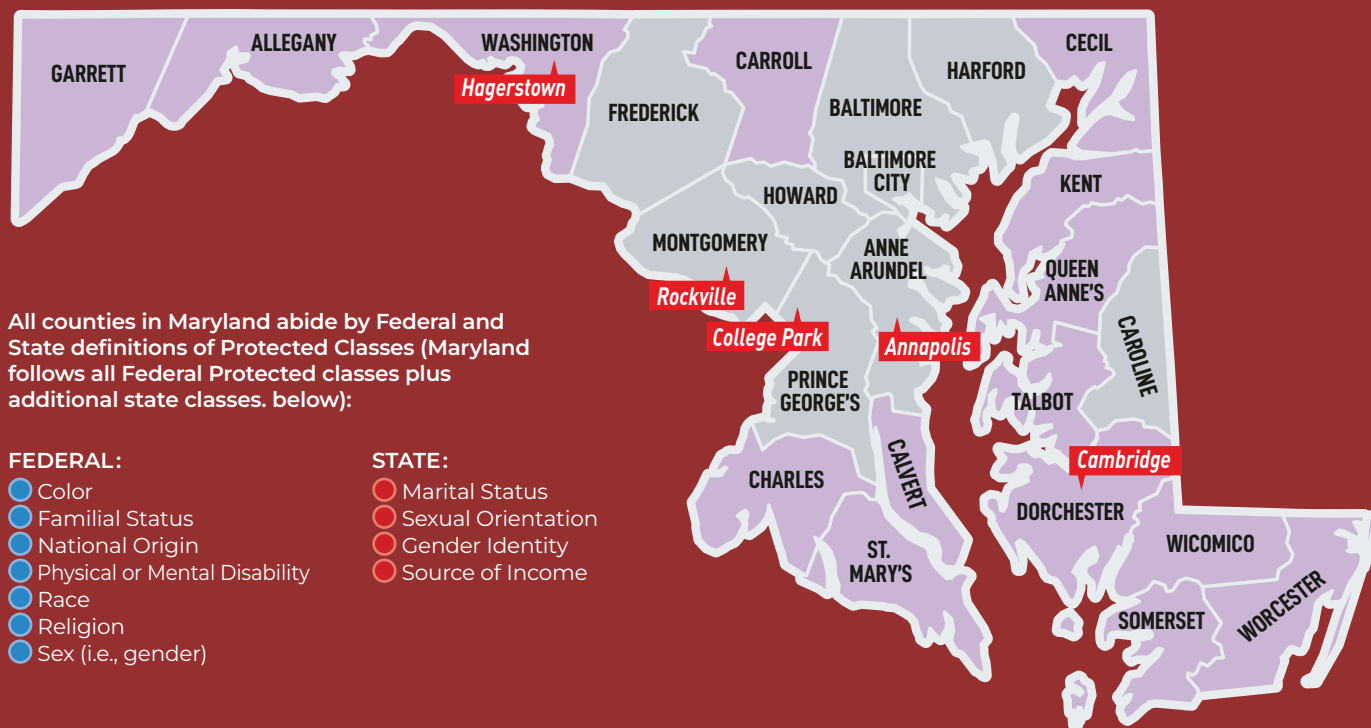 GARRETT
ALLEGANY
WASHINGTON
Hagerstown
FREDERICK
CARROLL
BALTIMORE
HARFORD
CECIL
BALTIMORE
CITY
HOWARD
MONTGOMERY
ANNE
ARUNDEL
KENT
QUEEN
ANNE'S
CAROLINE
Rockville
College Park
Annapolis
PRINCE
GEORGE'S
TALBOT
Cambridge
CHARLES
CALVERT
DORCHESTER
ST.
MARY'S
WICOMICO
SOMERSET
WORCESTER
All counties in Maryland abide by Federal and
State definitions of Protected Classes (Maryland
follows all Federal Protected classes plus
additional state classes. below):
FEDERAL:
Color
Familial Status
National Origin
Physical or Mental Disability
Race
Religion
Sex (i.e., gender)
STATE:
Marital Status
Sexual Orientation
Gender Identity
Source of Income